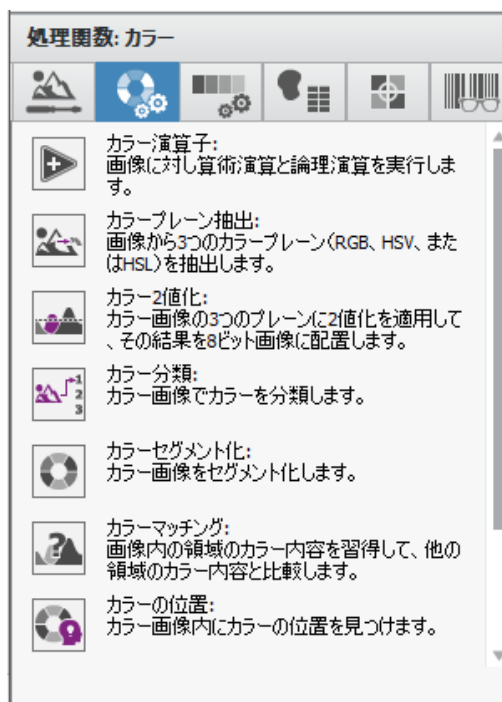 処理関数: カラー
カラー演算子:
画像に対し算術演算と論理演算を実行しま
す。
カラープレーン抽出:
画像から3つのカラープレーン(RGB、HSV、また
はHSL)を抽出します。
カラー2値化:
カラー画像の3つのプレーンに2値化を適用して
、その結果を8ビット画像に配置します。
1
2
3
カラー分類:
カラー画像でカラーを分類します。
カラーセグメント化:
カラー画像をセグメント化します。
カラーマッチング:
画像内の領域のカラー内容を習得して、他の
領域のカラー内容と比較します。
カラーの位置:
カラー画像内にカラーの位置を見つけます。